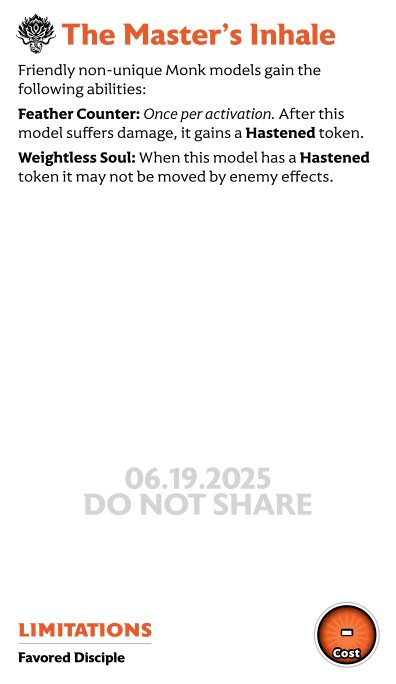 The Master's Inhale
Friendly non-unique Monk models gain the
following abilities:
Feather Counter: Once per activation. After this
model suffers damage, it gains a Hastened token.
Weightless Soul: When this model has a Hastened
token it may not be moved by enemy effects.
06.19.2025
DO NOT SHARE
LIMITATIONS
Favored Disciple
-
Cost